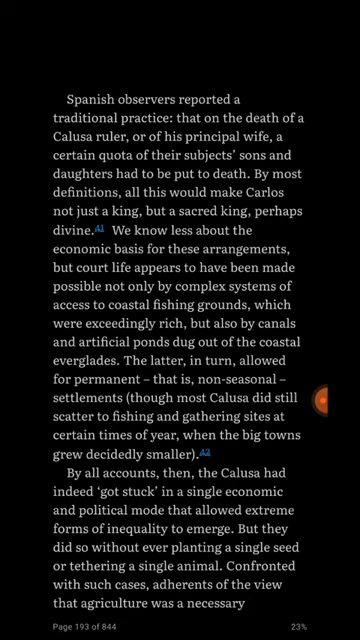 Spanish observers reported a
traditional practice: that on the death of a
Calusa ruler, or of his principal wife, a
certain quota of their subjects’ sons and
daughters had to be put to death. By most
definitions, all this would make Carlos
not just a king, but a sacred king, perhaps
divine.41 We know less about the
economic basis for these arrangements,
but court life appears to have been made
possible not only by complex systems of
access to coastal fishing grounds, which
were exceedingly rich, but also by canals
and artificial ponds dug out of the coastal
everglades. The latter, in turn, allowed
for permanent – that is, non-seasonal –
settlements (though most Calusa did still
scatter to fishing and gathering sites at
certain times of year, when the big towns
grew decidedly smaller).42
By all accounts, then, the Calusa had
indeed ‘got stuck’ in a single economic
and political mode that allowed extreme
forms of inequality to emerge. But they
did so without ever planting a single seed
or tethering a single animal. Confronted
with such cases, adherents of the view
that agriculture was a necessary
Page 193 of 844 23%